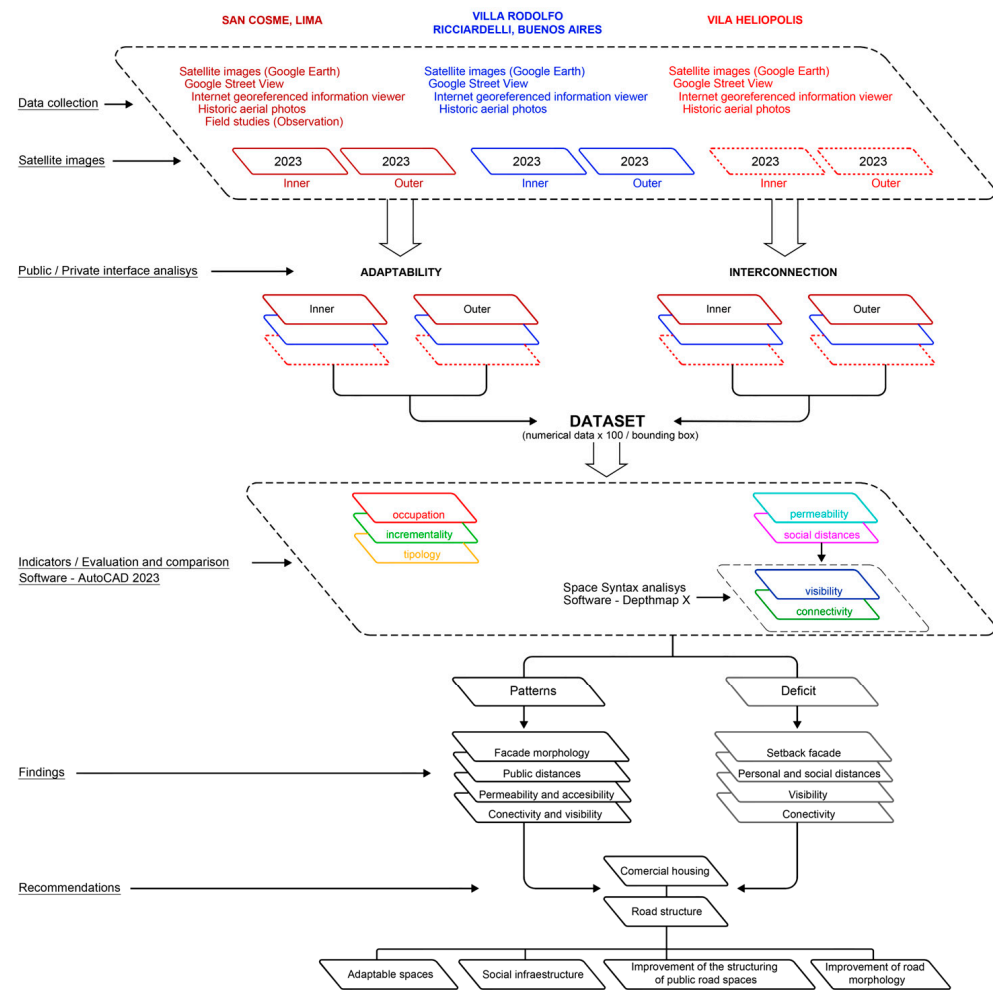 SAN COSME, LIMA
VILLA RODOLFO
RICCIARDELLI, BUENOS AIRES
VILA HELIOPOLIS
Data collection
Satellite images (Google Earth)
Google Street View
Internet georeferenced information viewer
Historic aerial photos
Field studies (Observation)
Satellite images (Google Earth)
Google Street View
Internet georeferenced information viewer
Historic aerial photos
Satellite images (Google Earth)
Google Street View
Internet georeferenced information viewer
Historic aerial photos
Satellite images
2023
2023
2023
2023
2023
2023
Inner
Outer
Inner
Outer
Inner
Outer
Public / Private interface analisys
ADAPTABILITY
INTERCONNECTION
Inner
Outer
Inner
Outer
DATASET
(numerical data x 100 / bounding box)
Indicators / Evaluation and comparison
Software - AutoCAD 2023
occupation
incrementality
tipology
permeability
social distances
Space Syntax analisys
Software - Depthmap X
visibility
connectivity
Patterns
Deficit
Findings
Facade morphology
Public distances
Permeability and accesibility
Conectivity and visibility
Setback facade
Personal and social distances
Visibility
Conectivity
Recommendations
Comercial housing
Road structure
Adaptable spaces
Social infraestructure
Improvement of the structuring
of public road spaces
Improvement of road
morphology